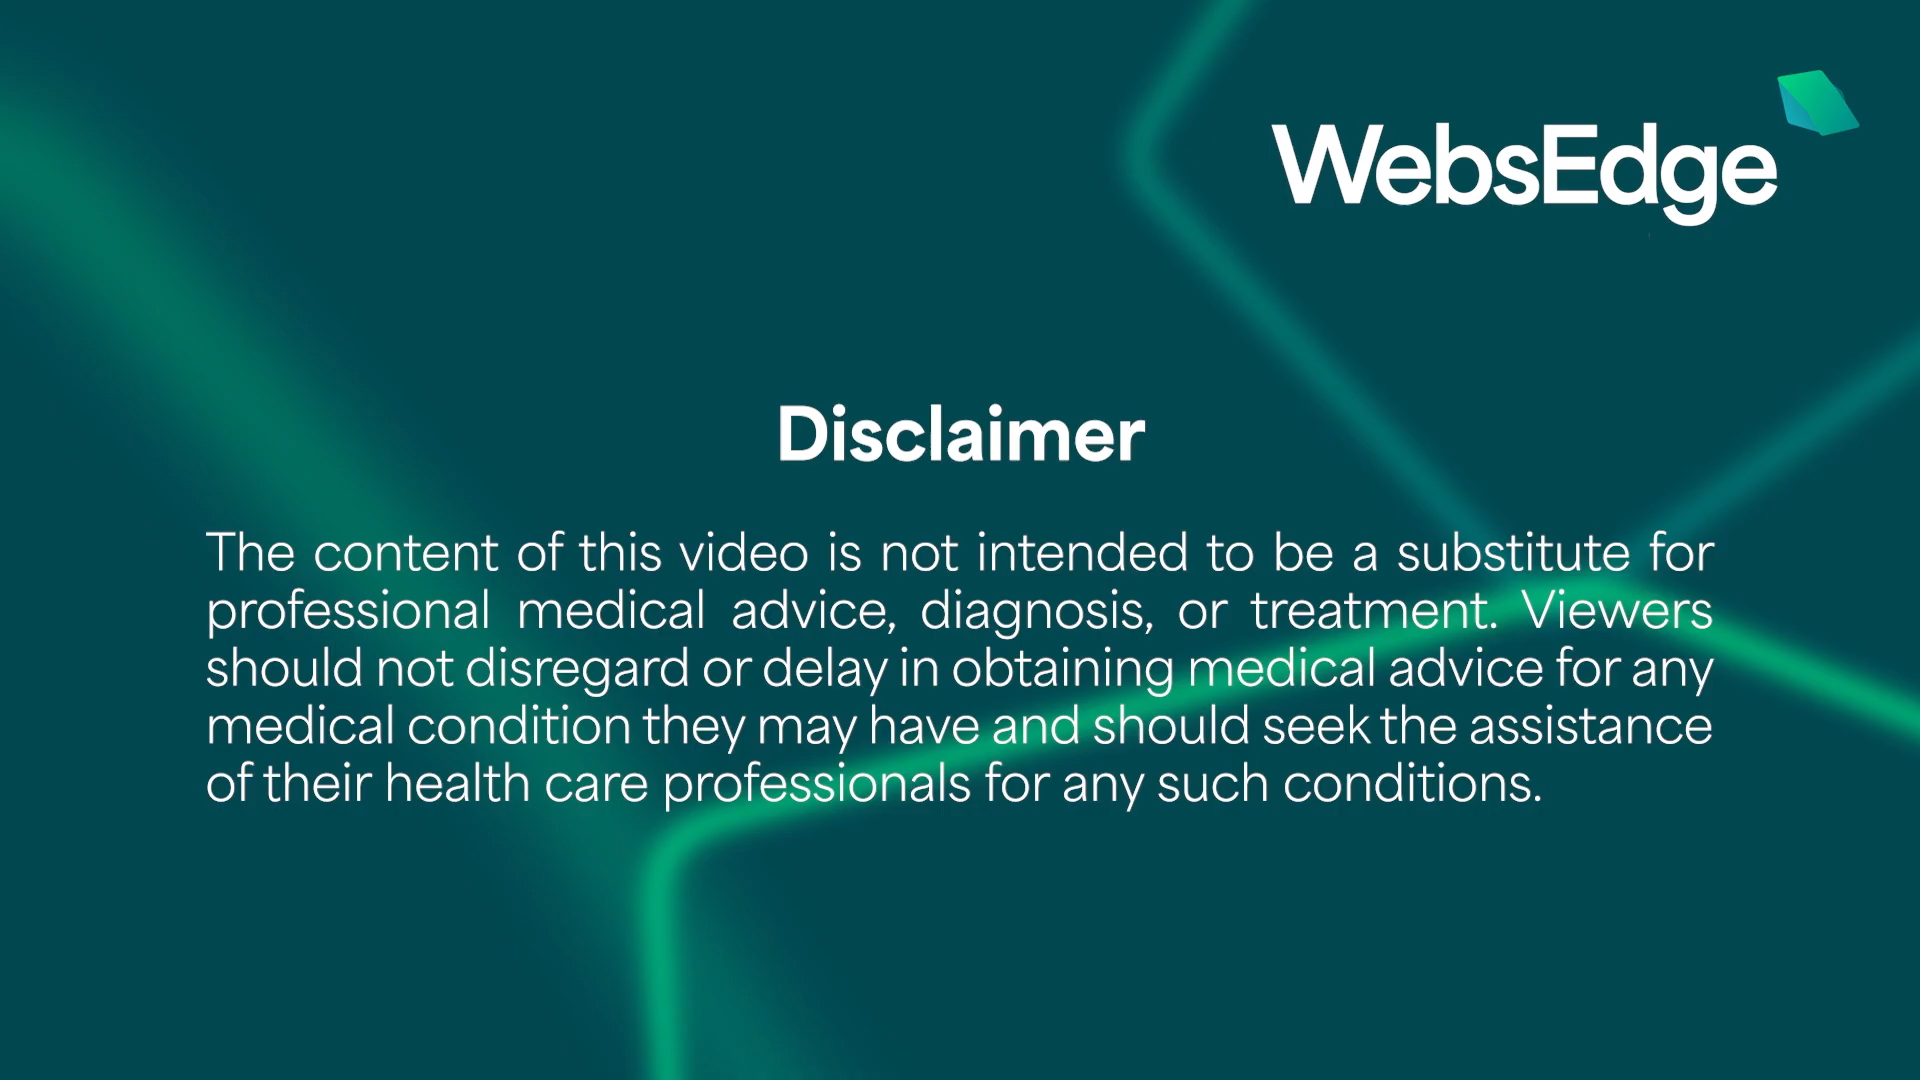 WebsEdge
Disclaimer
The content of this video is not intended to be a substitute for
professional medical advice, diagnosis, or treatment. Viewers
should not disregard or delay in obtaining medical advice for any
medical condition they may have and should seek the assistance
of their health care professionals for any such conditions.